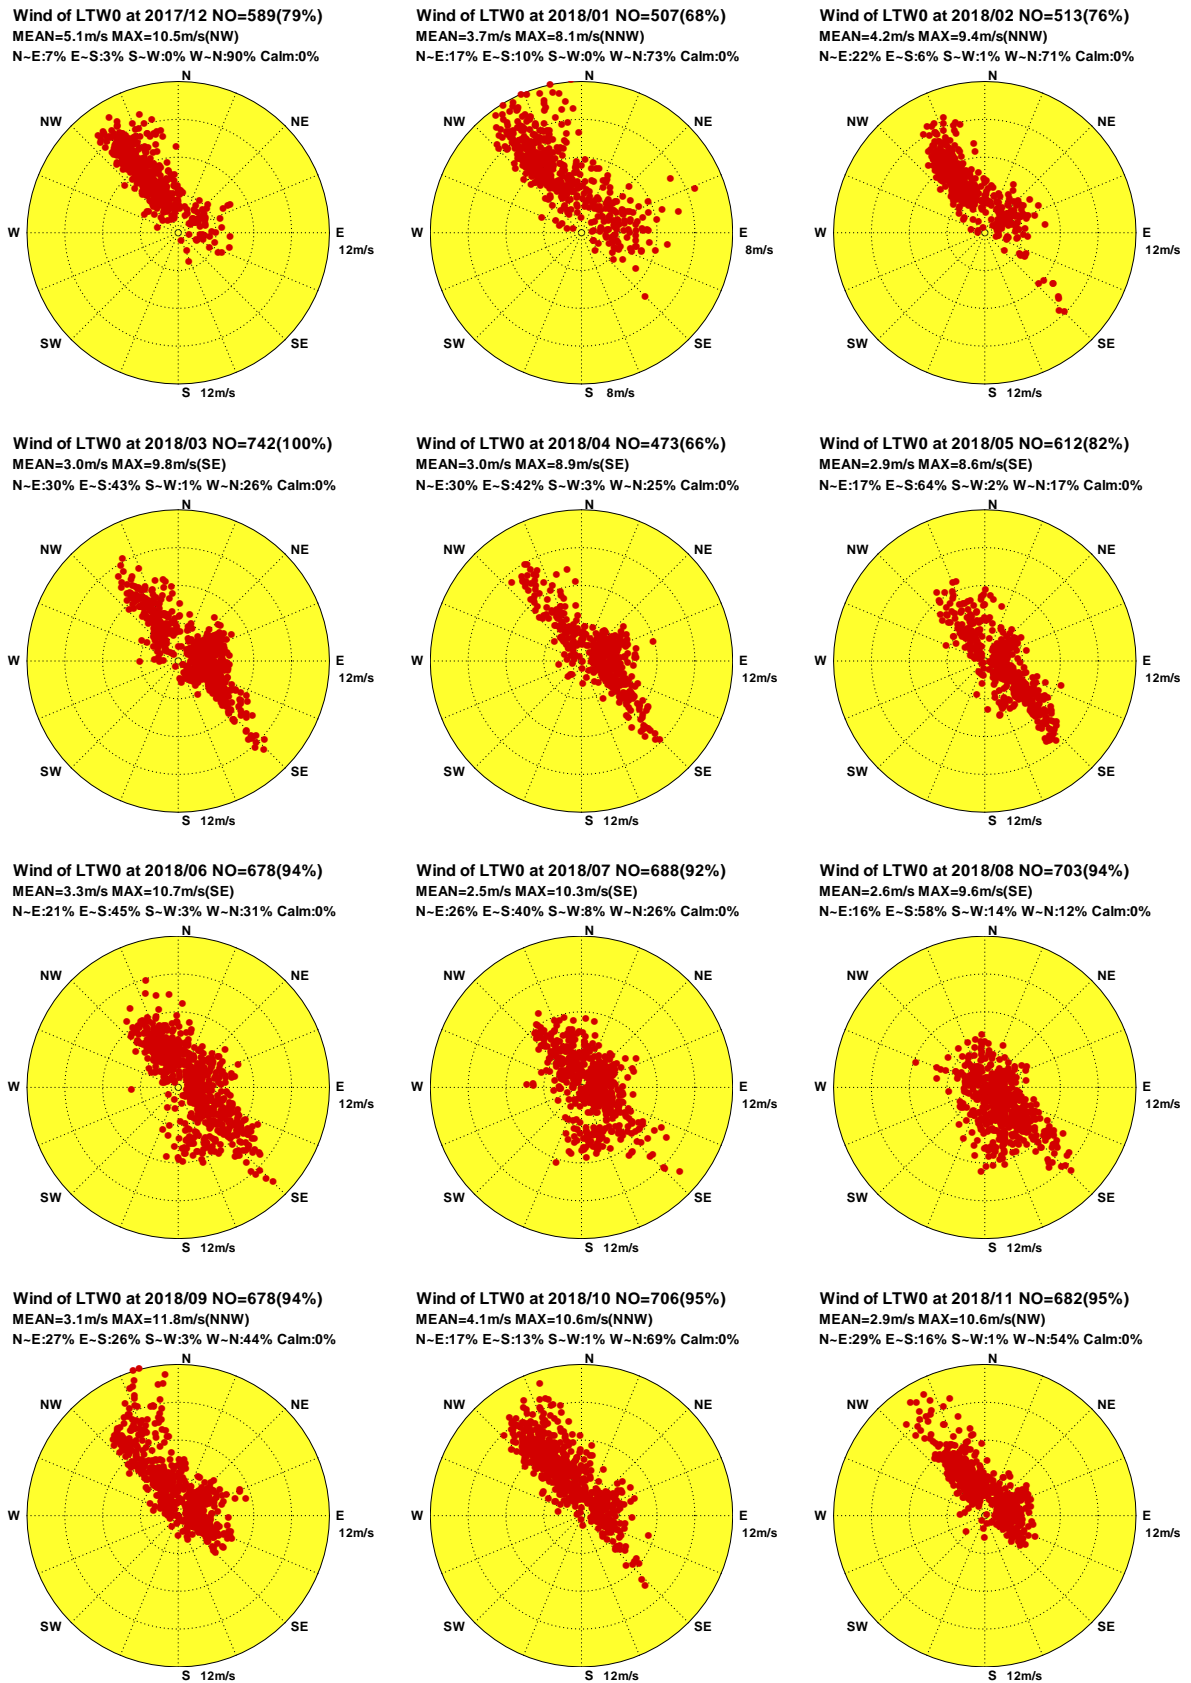 Wind of LTW0 at 2017/12 NO=589(79%)
MEAN=5.1m/s MAX=10.5m/s(NW)
N~E:7% E~S:3% S~W:0% W~N:90% Calm:0%
N
NW
NE
W
E
12m/s
SW
SE
S 12m/s
Wind of LTW0 at 2018/01 NO=507(68%)
MEAN=3.7m/s MAX=8.1m/s(NNW)
N~E:17% E~S:10% S~W:0% W~N:73% Calm:0%
N
NW
NE
W
E
8m/s
SW
SE
S 8m/s
Wind of LTW0 at 2018/02 NO=513(76%)
MEAN=4.2m/s MAX=9.4m/s(NNW)
N~E:22% E~S:6% S~W:1% W~N:71% Calm:0%
N
NW
NE
W
E
12m/s
SW
SE
S 12m/s
Wind of LTW0 at 2018/03 NO=742(100%)
MEAN=3.0m/s MAX=9.8m/s(SE)
N~E:30% E~S:43% S~W:1% W~N:26% Calm:0%
N
NW
NE
W
E
12m/s
SW
SE
S 12m/s
Wind of LTW0 at 2018/04 NO=473(66%)
MEAN=3.0m/s MAX=8.9m/s(SE)
N~E:30% E~S:42% S~W:3% W~N:25% Calm:0%
N
NW
NE
W
E
12m/s
SW
SE
S 12m/s
Wind of LTW0 at 2018/05 NO=612(82%)
MEAN=2.9m/s MAX=8.6m/s(SE)
N~E:17% E~S:64% S~W:2% W~N:17% Calm:0%
N
NW
NE
W
E
12m/s
SW
SE
S 12m/s
Wind of LTW0 at 2018/06 NO=678(94%)
MEAN=3.3m/s MAX=10.7m/s(SE)
N~E:21% E~S:45% S~W:3% W~N:31% Calm:0%
N
NW
NE
W
E
12m/s
SW
SE
S 12m/s
Wind of LTW0 at 2018/07 NO=688(92%)
MEAN=2.5m/s MAX=10.3m/s(SE)
N~E:26% E~S:40% S~W:8% W~N:26% Calm:0%
N
NW
NE
W
E
12m/s
SW
SE
S 12m/s
Wind of LTW0 at 2018/08 NO=703(94%)
MEAN=2.6m/s MAX=9.6m/s(SE)
N~E:16% E~S:58% S~W:14% W~N:12% Calm:0%
N
NW
NE
W
E
12m/s
SW
SE
S 12m/s
Wind of LTW0 at 2018/09 NO=678(94%)
MEAN=3.1m/s MAX=11.8m/s(NNW)
N~E:27% E~S:26% S~W:3% W~N:44% Calm:0%
N
NW
NE
W
E
12m/s
SW
SE
S 12m/s
Wind of LTW0 at 2018/10 NO=706(95%)
MEAN=4.1m/s MAX=10.6m/s(NNW)
N~E:17% E~S:13% S~W:1% W~N:69% Calm:0%
N
NW
NE
W
E
12m/s
SW
SE
S 12m/s
Wind of LTW0 at 2018/11 NO=682(95%)
MEAN=2.9m/s MAX=10.6m/s(NW)
N~E:29% E~S:16% S~W:1% W~N:54% Calm:0%
N
NW
NE
W
E
12m/s
SW
SE
S 12m/s